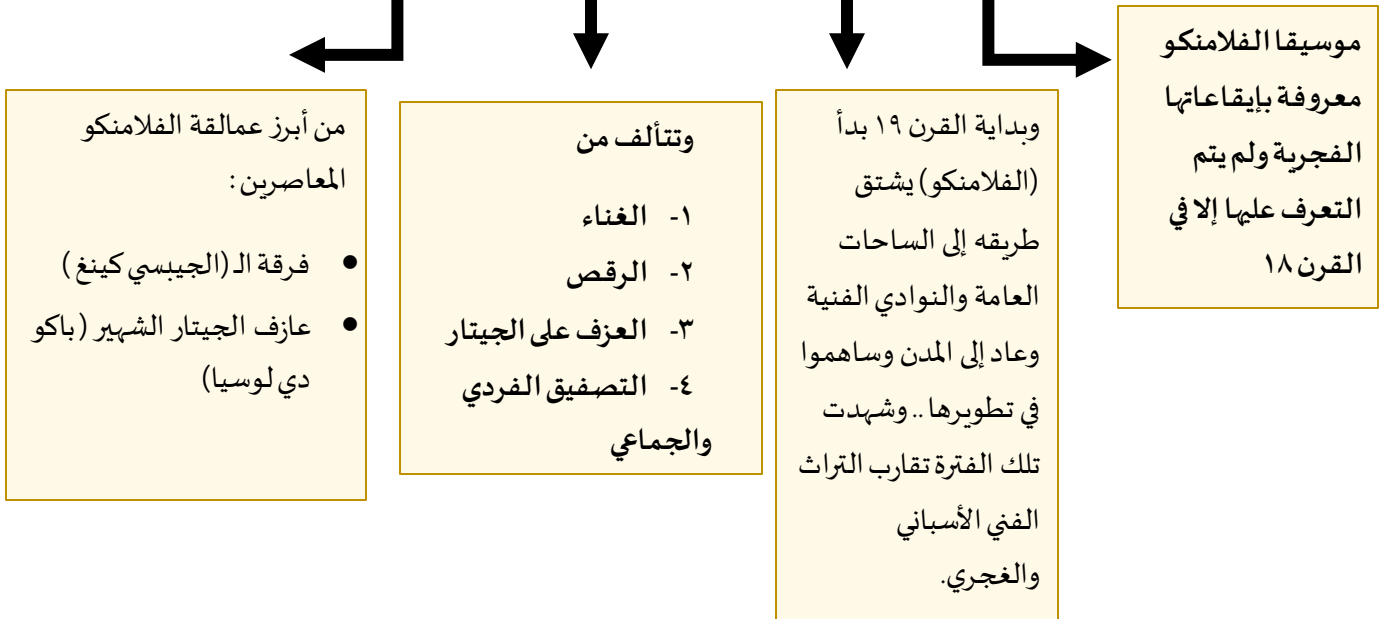 موسيقا الفلامنكو
معروفة بإيقاعاتها
الفجرية ولم يتم
التعرف عليها إلا في
القرن ١٨
وبداية القرن ١٩ بدأ
(الفلامنكو) يشتق
طريقه إلى الساحات
العامة والنوادي الفنية
وعاد إلى المدن وساهموا
في تطويرها .. وشهدت
تلك الفترة تقارب التراث
الفني الأسباني
والغجري.
وتتألف من
١- الغناء
٢- الرقص
٣- العزف على الجيتار
٤- التصفيق الفردي
والجماعي
من أبرز عمالقة الفلامنكو
المعاصرين :
● فرقة الـ (الجيبسي كينغ )
● عازف الجيتار الشهير (باكو
دي لوسيا)